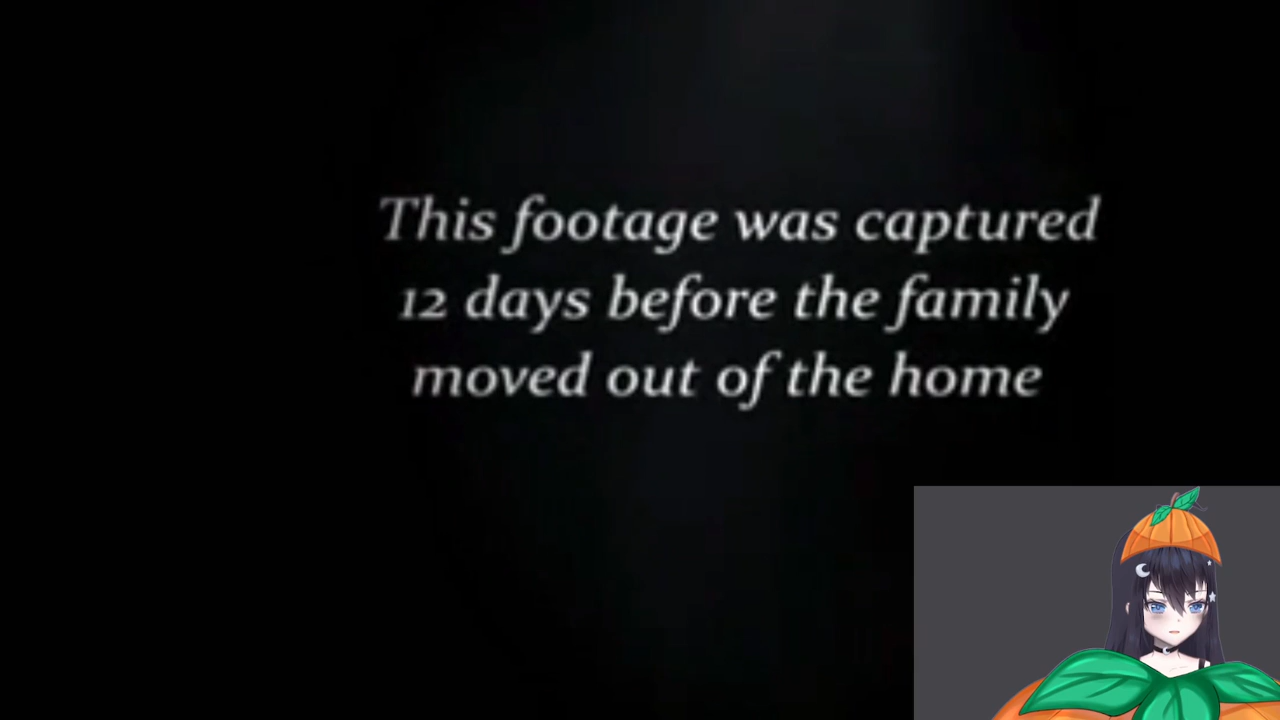 This footage was captured
12 days before the family
moved out of the home